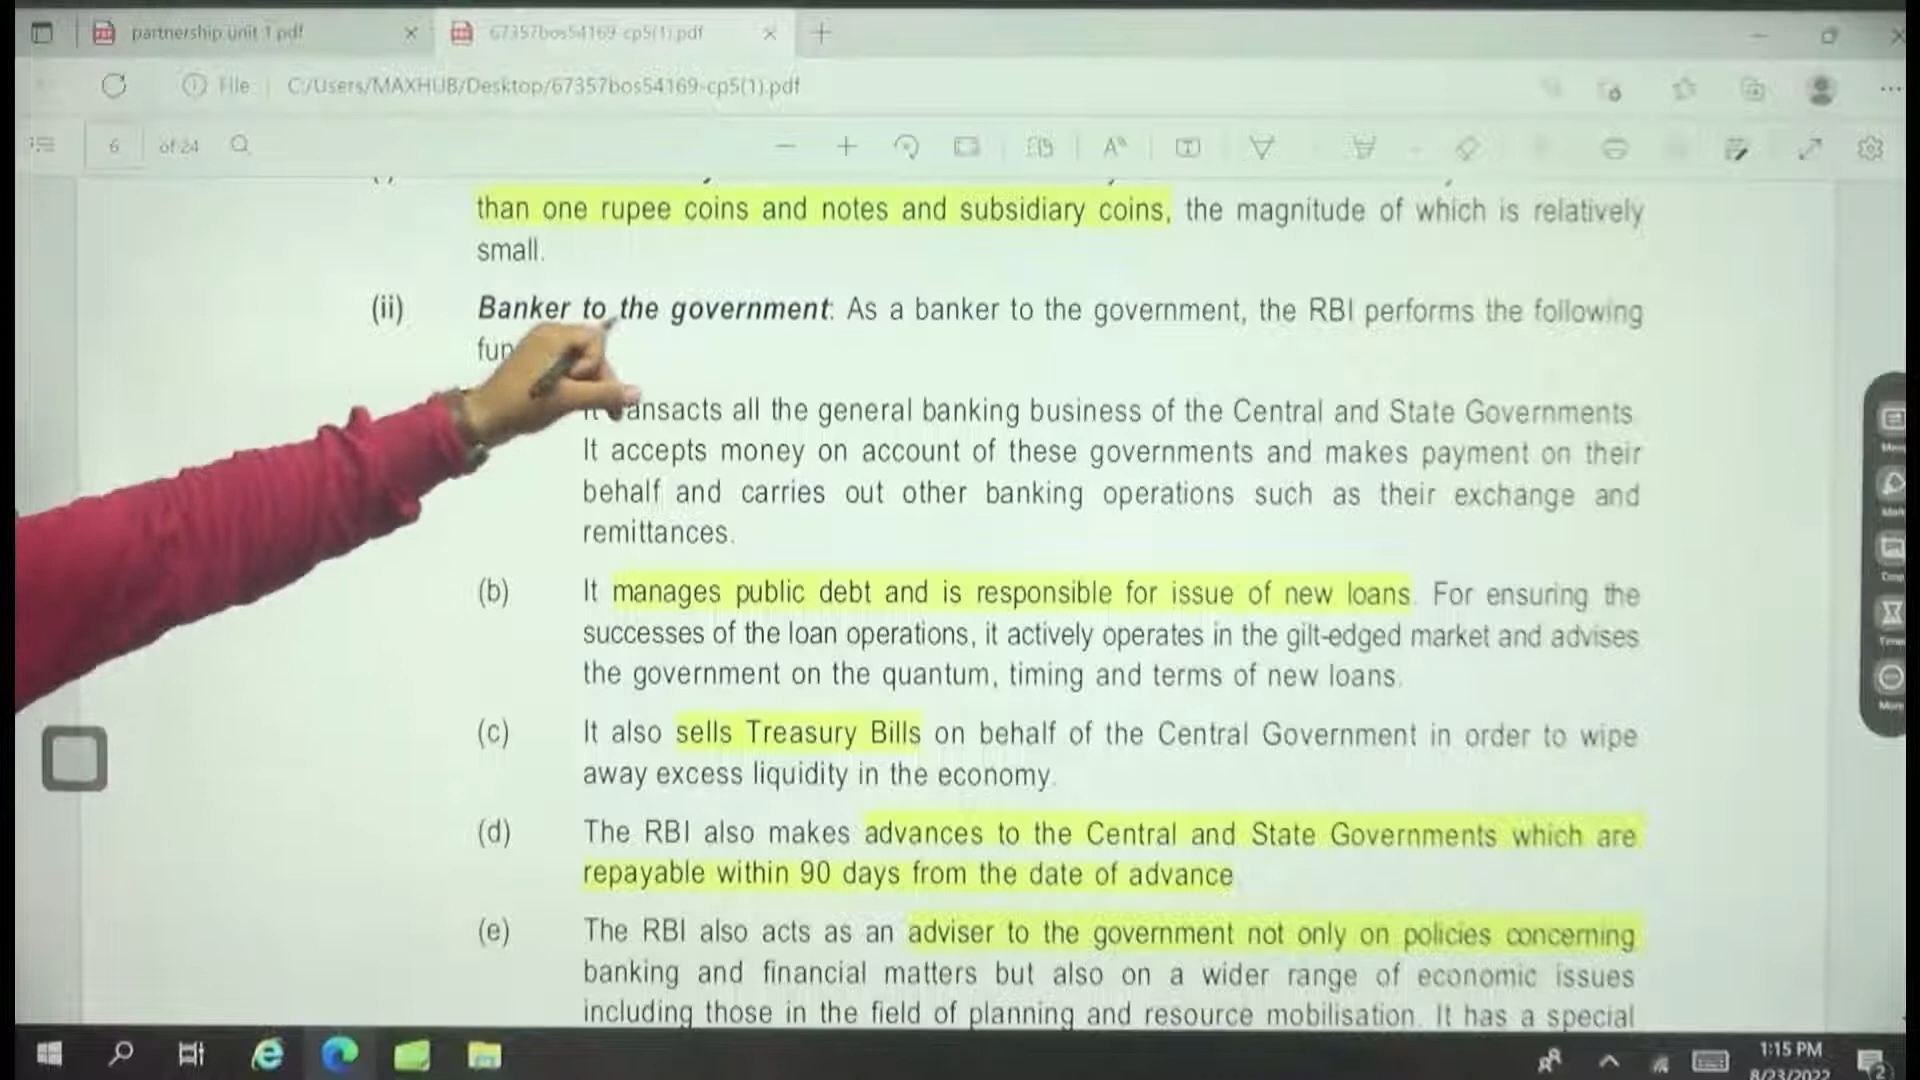 partnership unit 1.pdf
67357bos54169-cp5(1).pdf
File
C:/Users/MAXHUB/Desktop/67357bos54169-cp5(1).pdf
6 of 24
than one rupee coins and notes and subsidiary coins, the magnitude of which is relatively
small.
(ii) Banker to the government: As a banker to the government, the RBI performs the following
It transacts all the general banking business of the Central and State Governments.
It accepts money on account of these governments and makes payment on their
behalf and carries out other banking operations such as their exchange and
remittances.
(b) It manages public debt and is responsible for issue of new loans. For ensuring the
successes of the loan operations, it actively operates in the gilt-edged market and advises
the government on the quantum, timing and terms of new loans.
(c) It also sells Treasury Bills on behalf of the Central Government in order to wipe
away excess liquidity in the economy.
(d) The RBI also makes advances to the Central and State Governments which are
repayable within 90 days from the date of advance
(e) The RBI also acts as an adviser to the government not only on policies concerning
banking and financial matters but also on a wider range of economic issues
including those in the field of planning and resource mobilisation. It has a special
1:15 PM
8/23/2022
2